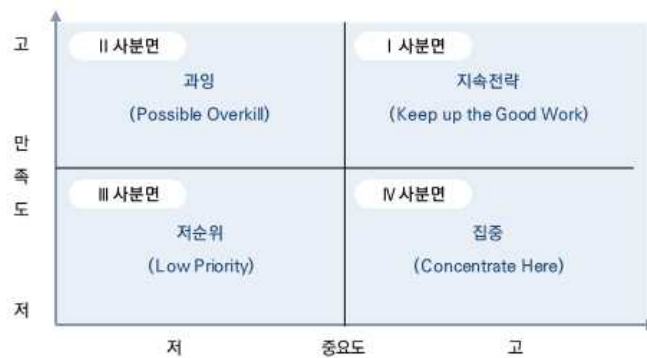 고
만
족
도
저
II 사분면
과잉
(Possible Overkill)
I 사분면
지속전략
(Keep up the Good Work)
III 사분면
저순위
(Low Priority)
IV 사분면
집중
(Concentrate Here)
저 중요도 고